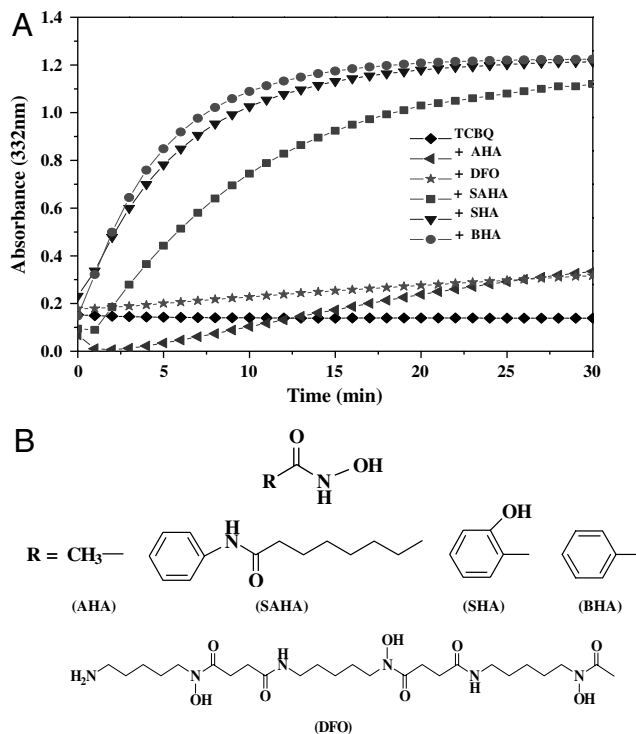 A
Absorbance (332nm)
1.4
1.2
1.0
0.8
0.6
0.4
0.2
0.0
TCBQ
+ AHA
+ DFO
+ SAHA
+ SHA
+ BHA
0 5 10 15 20 25 30
Time (min)
B
O
R
N
H
OH
R = CH₃
H
N
O
OH
(AHA) (SAHA) (SHA) (BHA)
H₂N
N
OH
O
O
H
N
OH
N
O
O
N
H
N
OH
O
(DFO)